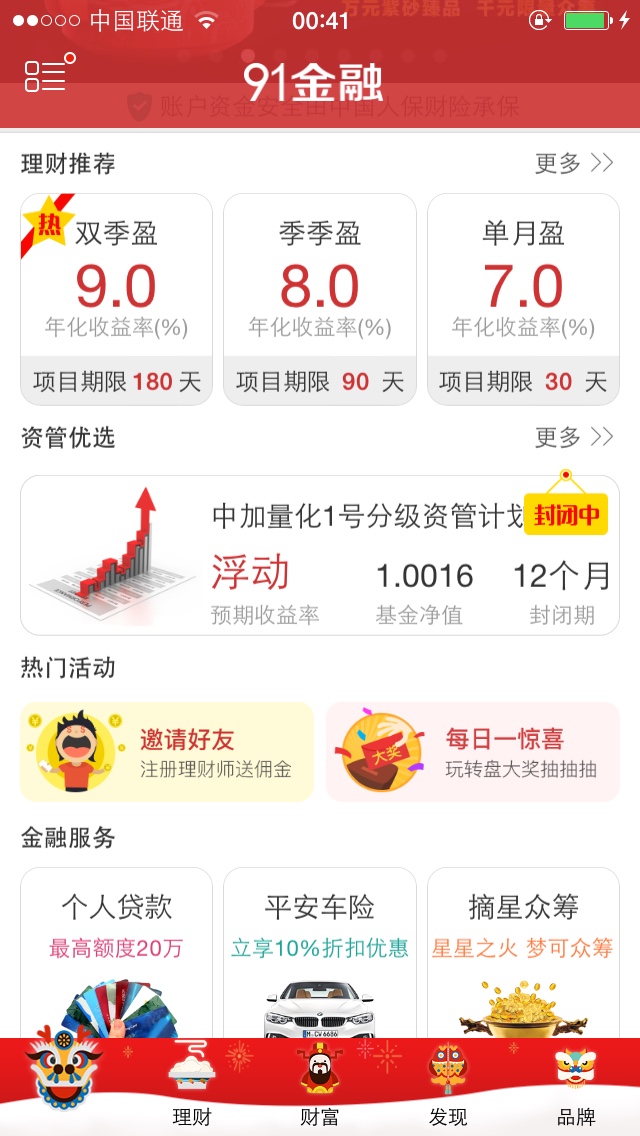 中国联通
00:41
万元紫砂臻品
91金融
账户资金安全由中国人保财险承保
理财推荐
更多
热
双季盈
9.0
年化收益率(%)
项目期限 180 天
季季盈
8.0
年化收益率(%)
项目期限 90 天
单月盈
7.0
年化收益率(%)
项目期限 30 天
资管优选
更多
中加量化1号分级资管计划
封闭中
浮动
1.0016
12个月
预期收益率
基金净值
封闭期
热门活动
邀请好友
注册理财师送佣金
大奖
每日一惊喜
玩转盘大奖抽抽抽
金融服务
个人贷款
最高额度20万
平安车险
立享10%折扣优惠
摘星众筹
星星之火 梦可众筹
理财
财富
发现
品牌